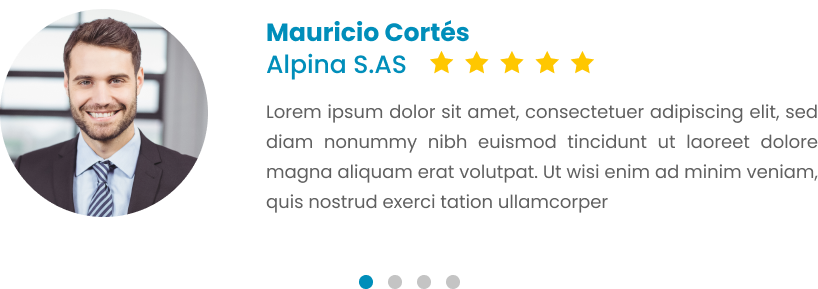 Mauricio Cortés
Alpina S.AS
Lorem ipsum dolor sit amet, consectetuer adipiscing elit, sed
diam nonummy nibh euismod tincidunt ut laoreet dolore
magna aliquam erat volutpat. Ut wisi enim ad minim veniam,
quis nostrud exerci tation ullamcorper